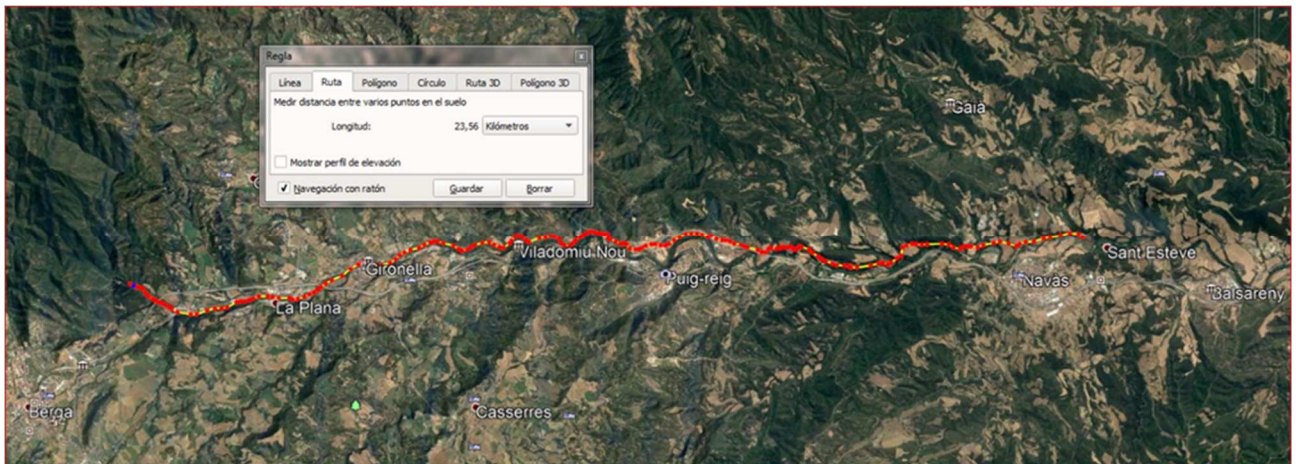 Regla
Línea Ruta Polígono Círculo Ruta 3D Polígono 3D
Medir distancia entre varios puntos en el suelo
Longitud: 23,56 Kilómetros
Mostrar perfil de elevación
Navegación con ratón Guardar Borrar
Gaià
Gironella
Viladomiu Nou
Sant Esteve
Puig-reig
Navàs
La Plana
Balsareny
Berga
Casserres